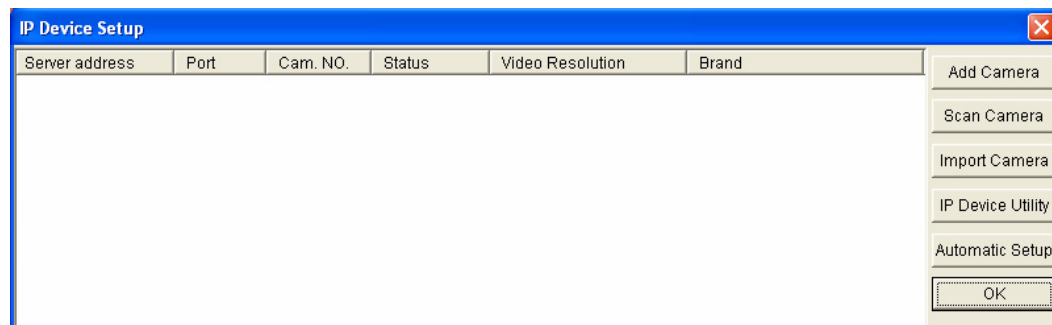 IP Device Setup
Server address Port Cam. NO. Status Video Resolution Brand
Add Camera
Scan Camera
Import Camera
IP Device Utility
Automatic Setup
OK